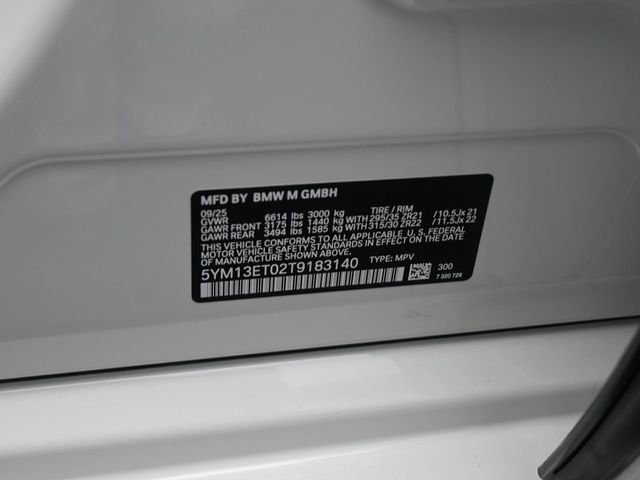 MFD BY BMW M GMBH
09/25
GVWR 6614 lbs 3000 kg TIRE / RIM
GAWR FRONT 3175 lbs 1440 kg WITH 295/35 ZR21 /10.5Jx 21
GAWR REAR 3494 lbs 1585 kg WITH 315/30 ZR22 /11.5Jx 22
THIS VEHICLE CONFORMS TO ALL APPLICABLE FEDERAL
MOTOR VEHICLE SAFETY STANDARDS IN EFFECT ON THE
DATE OF MANUFACTURE SHOWN ABOVE.
5YM13ET02T9183140 TYPE: MPV
300
7 320 729